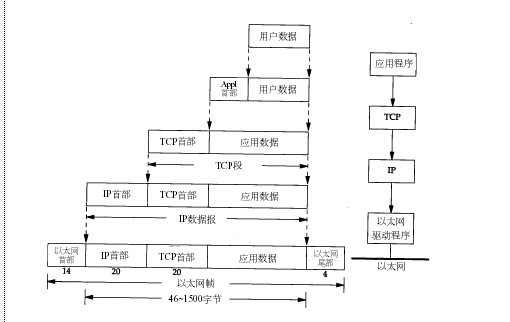 用户数据
Appl
首部
用户数据
应用程序
TCP首部
应用数据
TCP
TCP段
IP
IP首部
TCP首部
应用数据
IP数据报
以太网
驱动程序
以太网
首部
IP首部
TCP首部
应用数据
以太网
尾部
以太网
14
20
20
4
以太网帧
46~1500字节